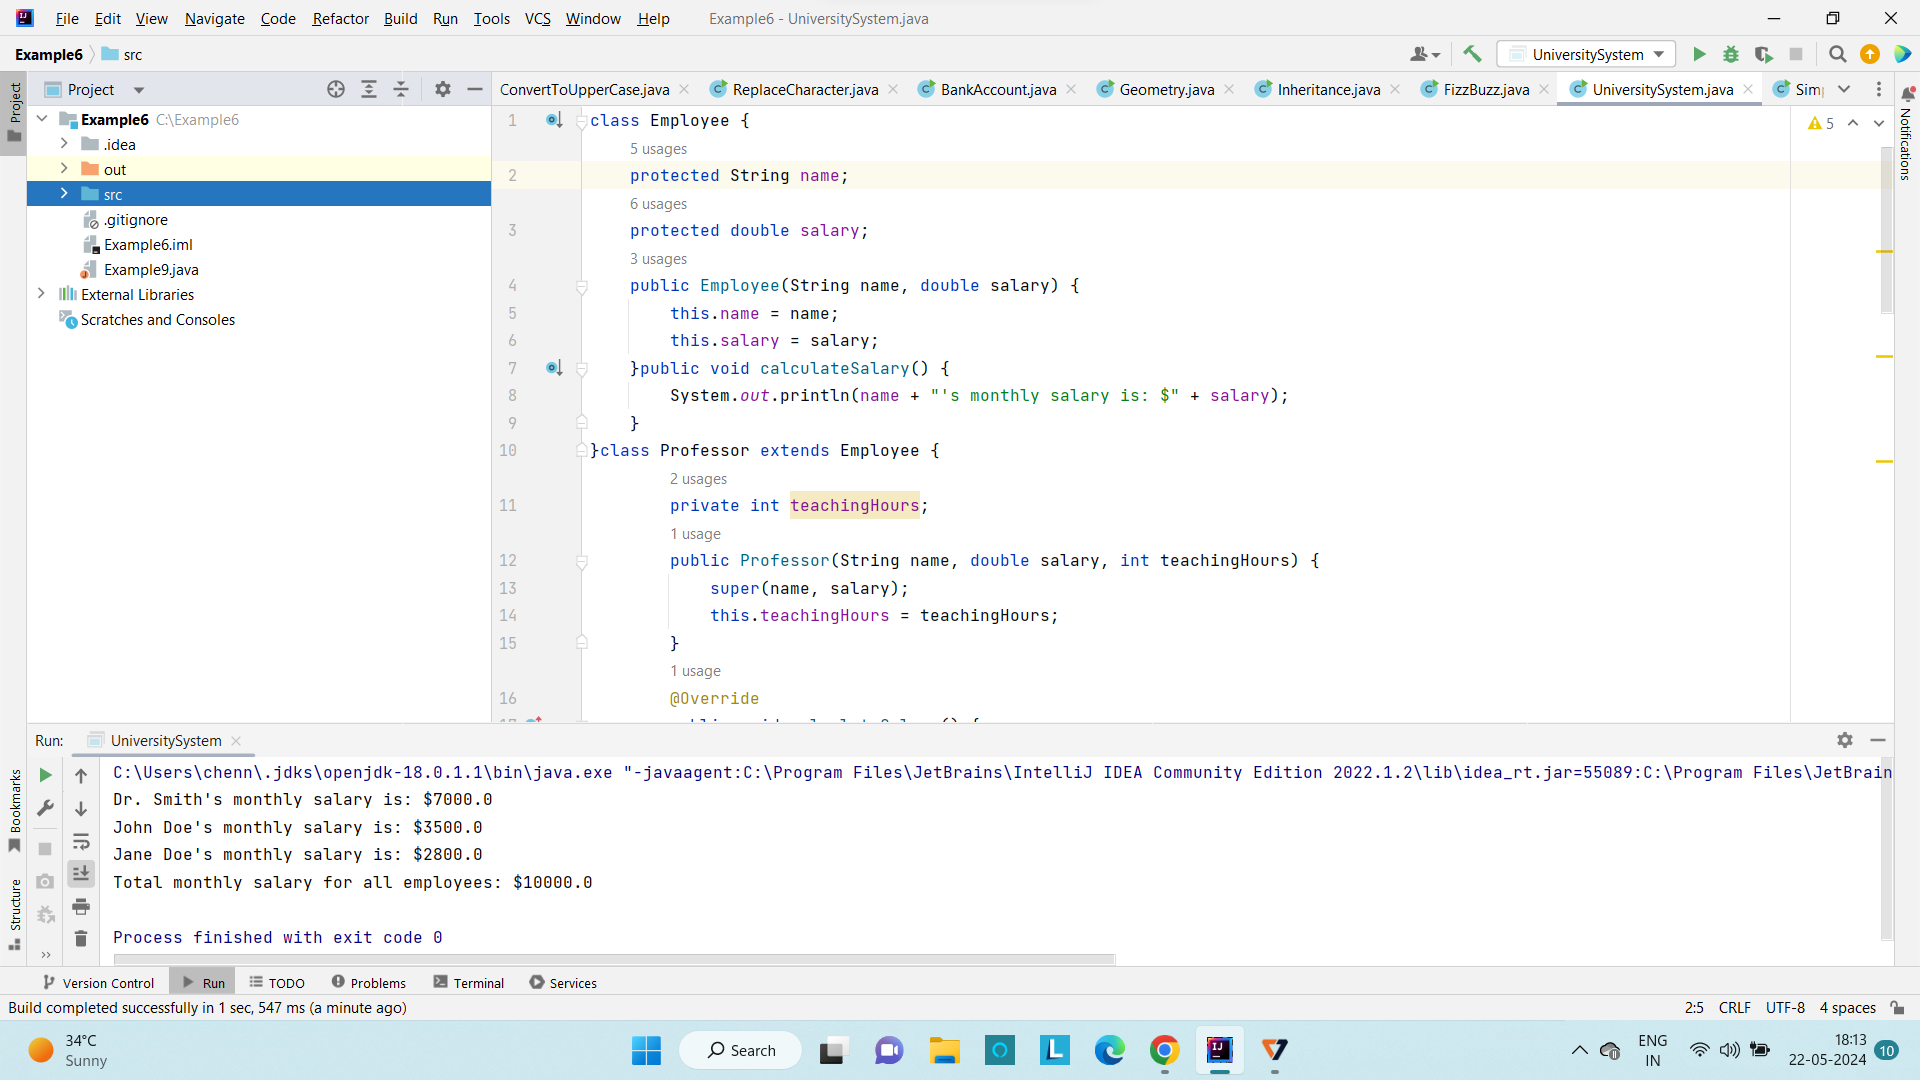 File Edit View Navigate Code Refactor Build Run Tools VCS Window Help Example6 - UniversitySystem.java
Example6 src UniversitySystem
Project ConvertToUpperCase.java ReplaceCharacter.java BankAccount.java Geometry.java Inheritance.java FizzBuzz.java UniversitySystem.java Sim
Project
Notifications
Bookmarks
Structure
Example6 C:\Example6
.idea
out
src
.gitignore
Example6.iml
Example9.java
External Libraries
Scratches and Consoles
5
1 class Employee {
5 usages
2 protected String name;
6 usages
3 protected double salary;
3 usages
4 public Employee(String name, double salary) {
5 this.name = name;
6 this.salary = salary;
7 }public void calculateSalary() {
8 System.out.println(name + "'s monthly salary is: $" + salary);
9 }
10 }class Professor extends Employee {
2 usages
11 private int teachingHours;
1 usage
12 public Professor(String name, double salary, int teachingHours) {
13 super(name, salary);
14 this.teachingHours = teachingHours;
15 }
1 usage
16 @Override
Run: UniversitySystem
C:\Users\chenn\.jdks\openjdk-18.0.1.1\bin\java.exe "-javaagent:C:\Program Files\JetBrains\IntelliJ IDEA Community Edition 2022.1.2\lib\idea_rt.jar=55089:C:\Program Files\JetBrain
Dr. Smith's monthly salary is: $7000.0
John Doe's monthly salary is: $3500.0
Jane Doe's monthly salary is: $2800.0
Total monthly salary for all employees: $10000.0
Process finished with exit code 0
Version Control Run TODO Problems Terminal Services
Build completed successfully in 1 sec, 547 ms (a minute ago) 2:5 CRLF UTF-8 4 spaces
34°C
Sunny
Search
ENG
IN
18:13
22-05-2024
10